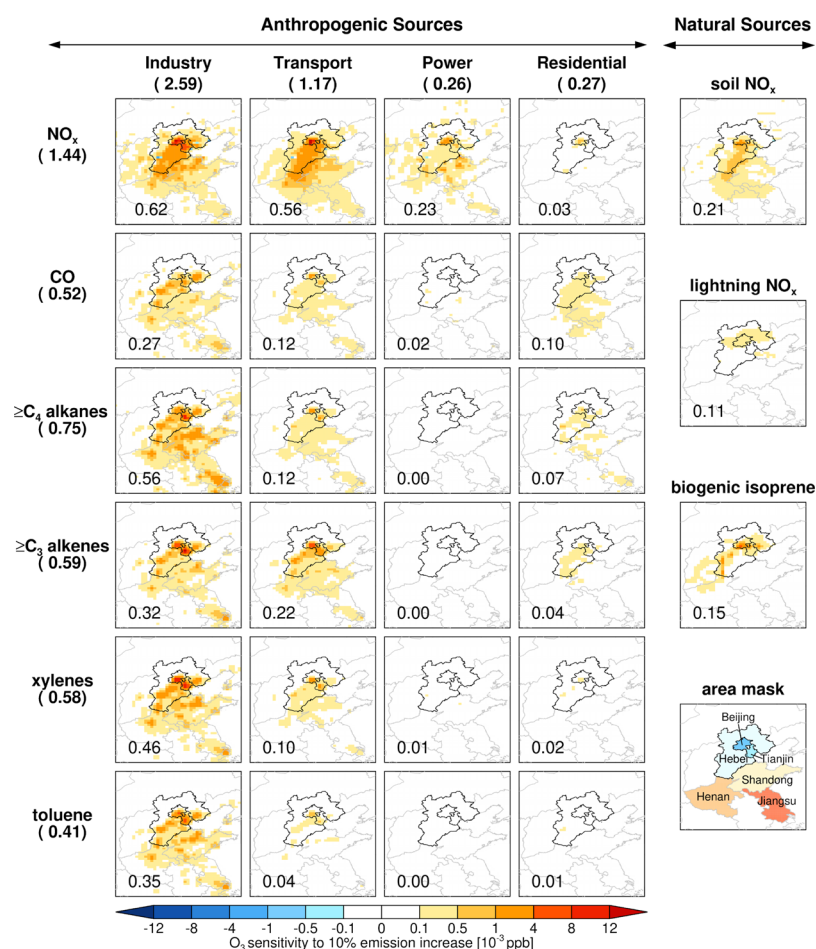 Anthropogenic Sources
Natural Sources
Industry
( 2.59)
Transport
( 1.17)
Power
( 0.26)
Residential
( 0.27)
soil NOx
NOx
( 1.44)
0.62
0.56
0.23
0.03
0.21
CO
( 0.52)
0.27
0.12
0.02
0.10
lightning NOx
0.11
≥C4 alkanes
( 0.75)
0.56
0.12
0.00
0.07
biogenic isoprene
≥C3 alkenes
( 0.59)
0.32
0.22
0.00
0.04
0.15
xylenes
( 0.58)
0.46
0.10
0.01
0.02
area mask
Beijing
Hebei Tianjin
Shandong
Henan
Jiangsu
toluene
( 0.41)
0.35
0.04
0.00
0.01
-12 -8 -4 -1 -0.5 -0.1 0 0.1 0.5 1 4 8 12
O3 sensitivity to 10% emission increase [10-3 ppb]